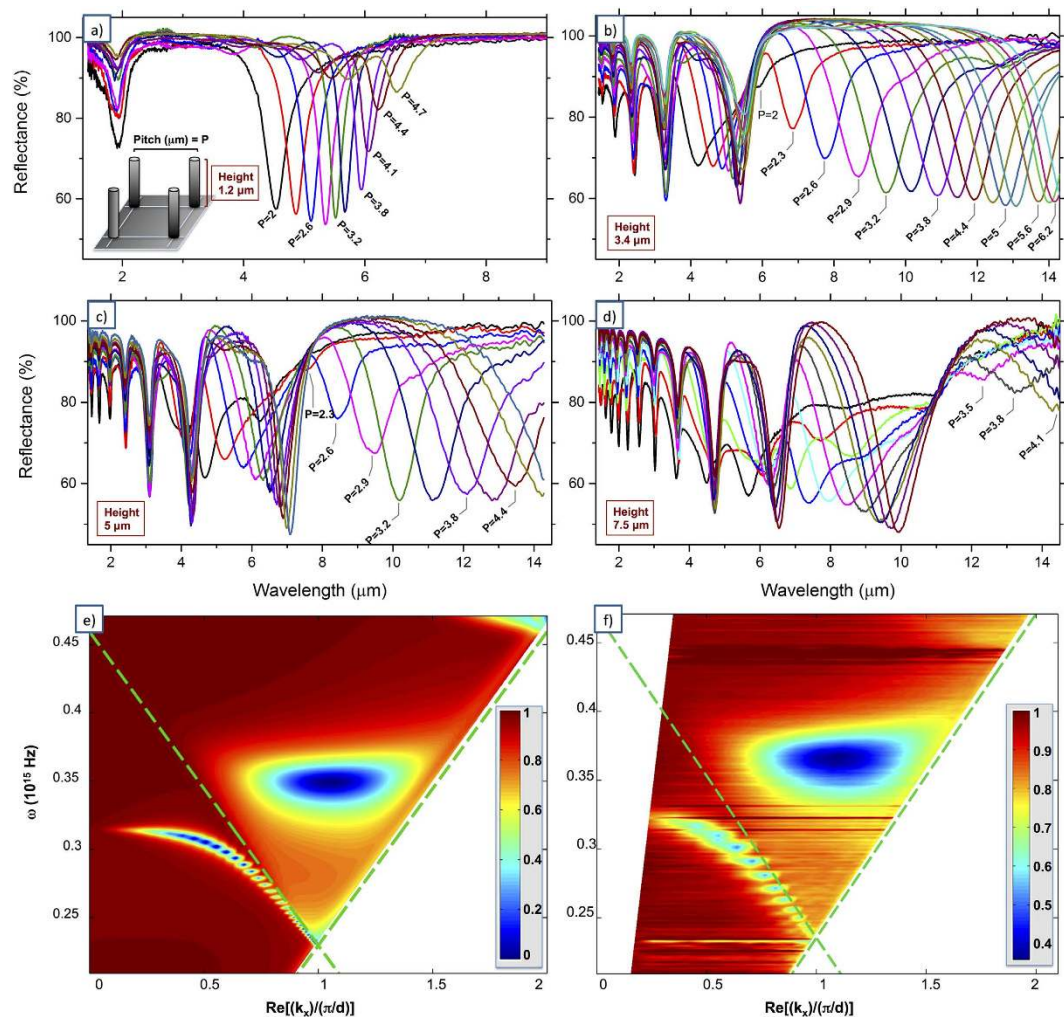 a)
Reflectance (%)
100
80
60
Pitch (μm) = P
Height
1.2 μm
P=2
P=2.6
P=3.2
P=3.8
P=4.1
P=4.4
P=4.7
2
4
6
8
b)
Reflectance (%)
100
80
60
P=2
P=2.3
P=2.6
P=2.9
P=3.2
P=3.8
P=4.4
P=5
P=5.6
P=6.2
Height
3.4 μm
2
4
6
8
10
12
14
c)
Reflectance (%)
100
80
60
P=2.3
P=2.6
P=2.9
P=3.2
P=3.8
P=4.4
Height
5 μm
2
4
6
8
10
12
14
Wavelength (μm)
d)
Reflectance (%)
100
80
60
P=3.5
P=3.8
P=4.1
Height
7.5 μm
2
4
6
8
10
12
14
Wavelength (μm)
e)
ω (10¹⁵ Hz)
0.45
0.4
0.35
0.3
0.25
1
0.8
0.6
0.4
0.2
0
0
0.5
1
1.5
2
Re[(kₓ)/(π/d)]
f)
0.45
0.4
0.35
0.3
0.25
1
0.9
0.8
0.7
0.6
0.5
0.4
0
0.5
1
1.5
2
Re[(kₓ)/(π/d)]